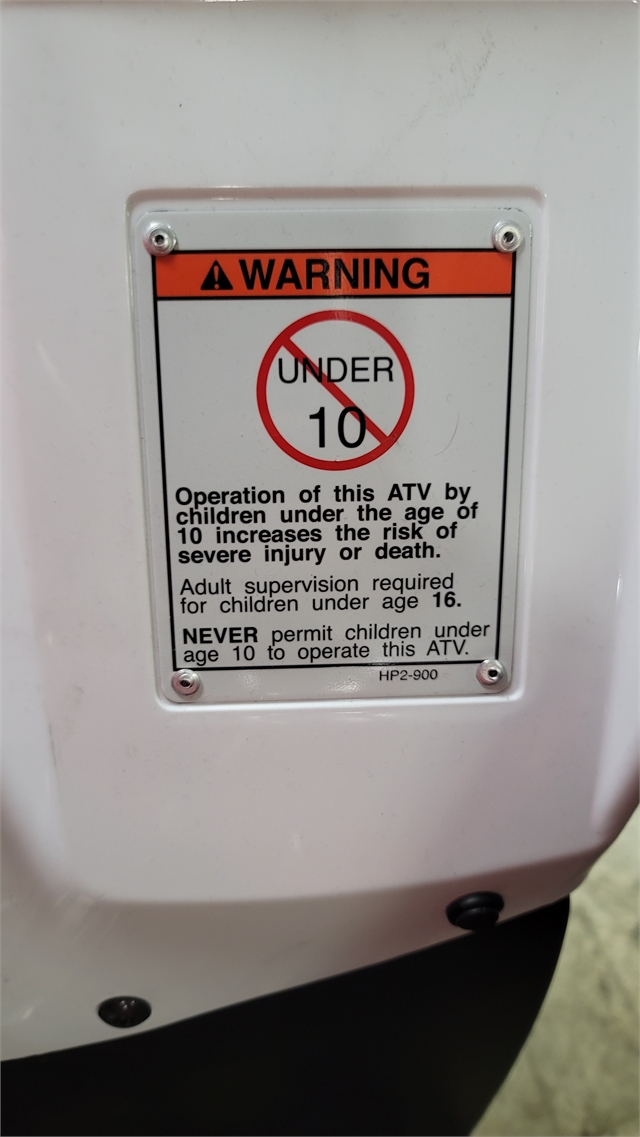 WARNING
UNDER
10
Operation of this ATV by
children under the age of
10 increases the risk of
severe injury or death.
Adult supervision required
for children under age 16.
NEVER permit children under
age 10 to operate this ATV.
HP2-900